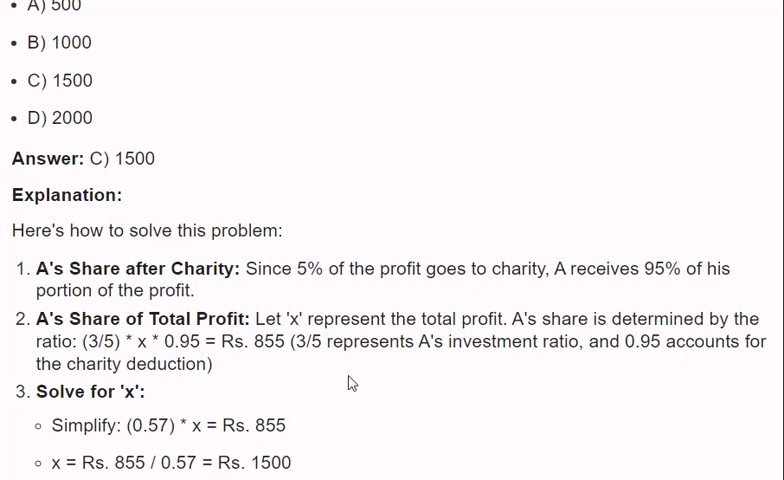 • A) 500
• B) 1000
• C) 1500
• D) 2000
Answer: C) 1500
Explanation:
Here's how to solve this problem:
1. A's Share after Charity: Since 5% of the profit goes to charity, A receives 95% of his
portion of the profit.
2. A's Share of Total Profit: Let 'x' represent the total profit. A's share is determined by the
ratio: (3/5) * x * 0.95 = Rs. 855 (3/5 represents A's investment ratio, and 0.95 accounts for
the charity deduction)
3. Solve for 'x':
○ Simplify: (0.57) * x = Rs. 855
○ x = Rs. 855 / 0.57 = Rs. 1500